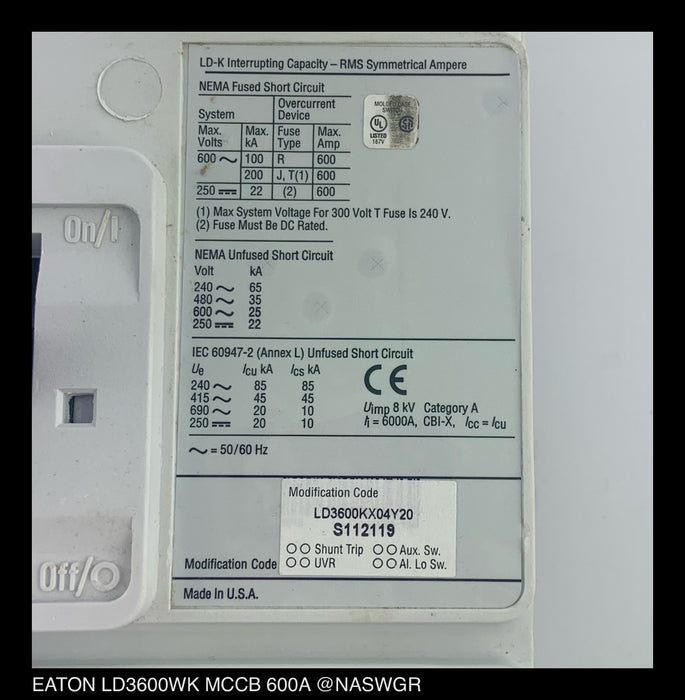 LD-K Interrupting Capacity – RMS Symmetrical Ampere
NEMA Fused Short Circuit
System Overcurrent Device
Max. Volts Max. kA Fuse Type Max. Amp
600 ~ 100 R 600
200 J, T(1) 600
250 ⎓ 22 (2) 600
MOLDED CASE
SWITCH
UL
LISTED
187V
(1) Max System Voltage For 300 Volt T Fuse Is 240 V.
(2) Fuse Must Be DC Rated.
NEMA Unfused Short Circuit
Volt kA
240 ~ 65
480 ~ 35
600 ~ 25
250 ⎓ 22
IEC 60947-2 (Annex L) Unfused Short Circuit
Ue Icu kA Ics kA
240 ~ 85 85
415 ~ 45 45
690 ~ 20 10
250 ⎓ 20 10
CE
Uimp 8 kV Category A
Ii = 6000A, CBI-X, Icc = Icu
~ = 50/60 Hz
Modification Code
LD3600KX04Y20
S112119
Shunt Trip Aux. Sw.
UVR Al. Lo Sw.
Modification Code
Made In U.S.A.
On/I
Off/O
EATON LD3600WK MCCB 600A @NASWGR